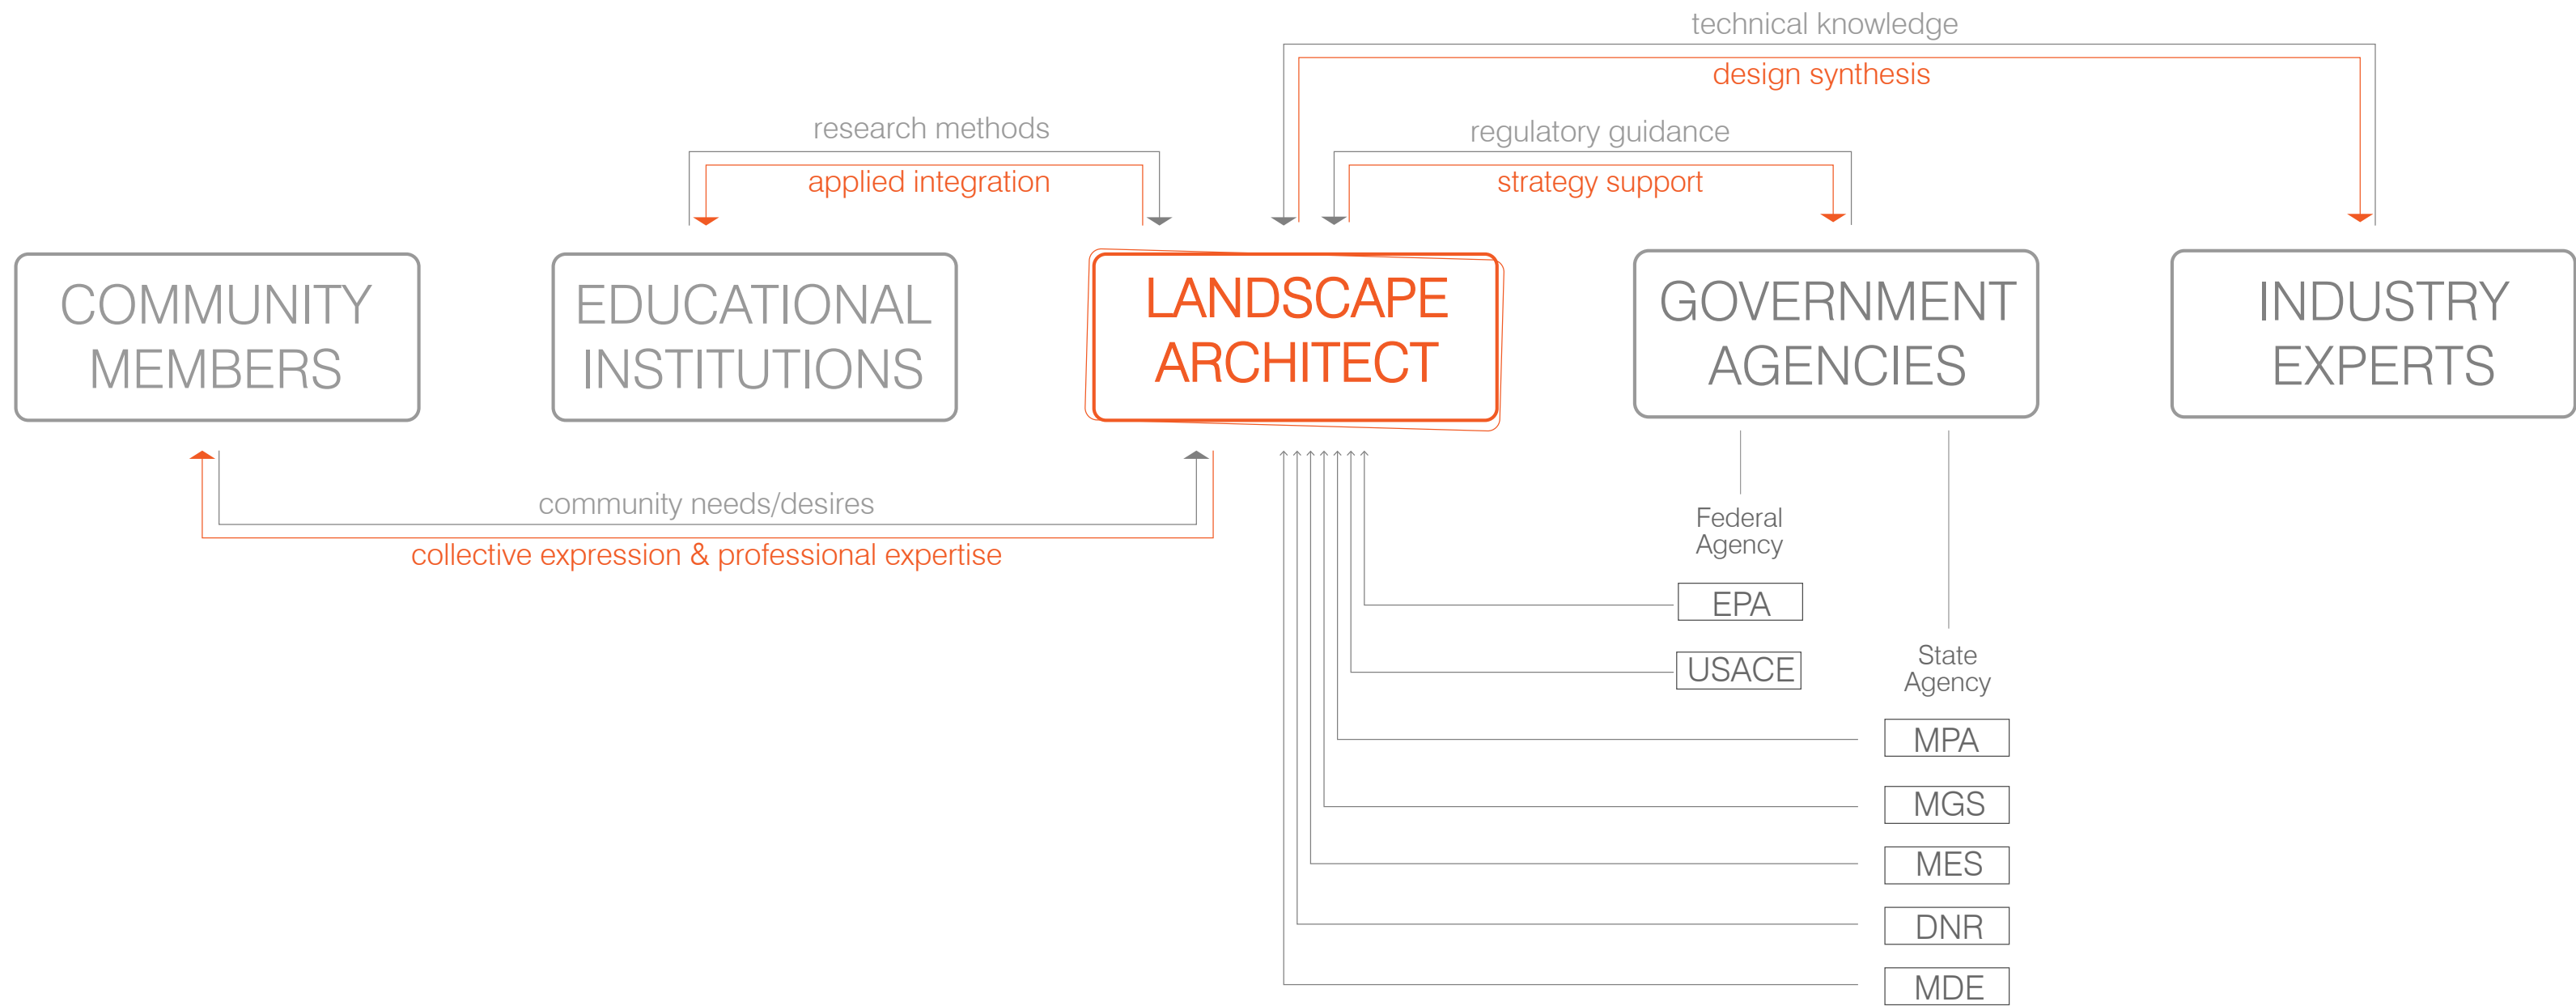 technical knowledge
design synthesis
research methods
applied integration
regulatory guidance
strategy support
COMMUNITY
MEMBERS
EDUCATIONAL
INSTITUTIONS
LANDSCAPE
ARCHITECT
GOVERNMENT
AGENCIES
INDUSTRY
EXPERTS
community needs/desires
collective expression & professional expertise
Federal
Agency
EPA
USACE
State
Agency
MPA
MGS
MES
DNR
MDE